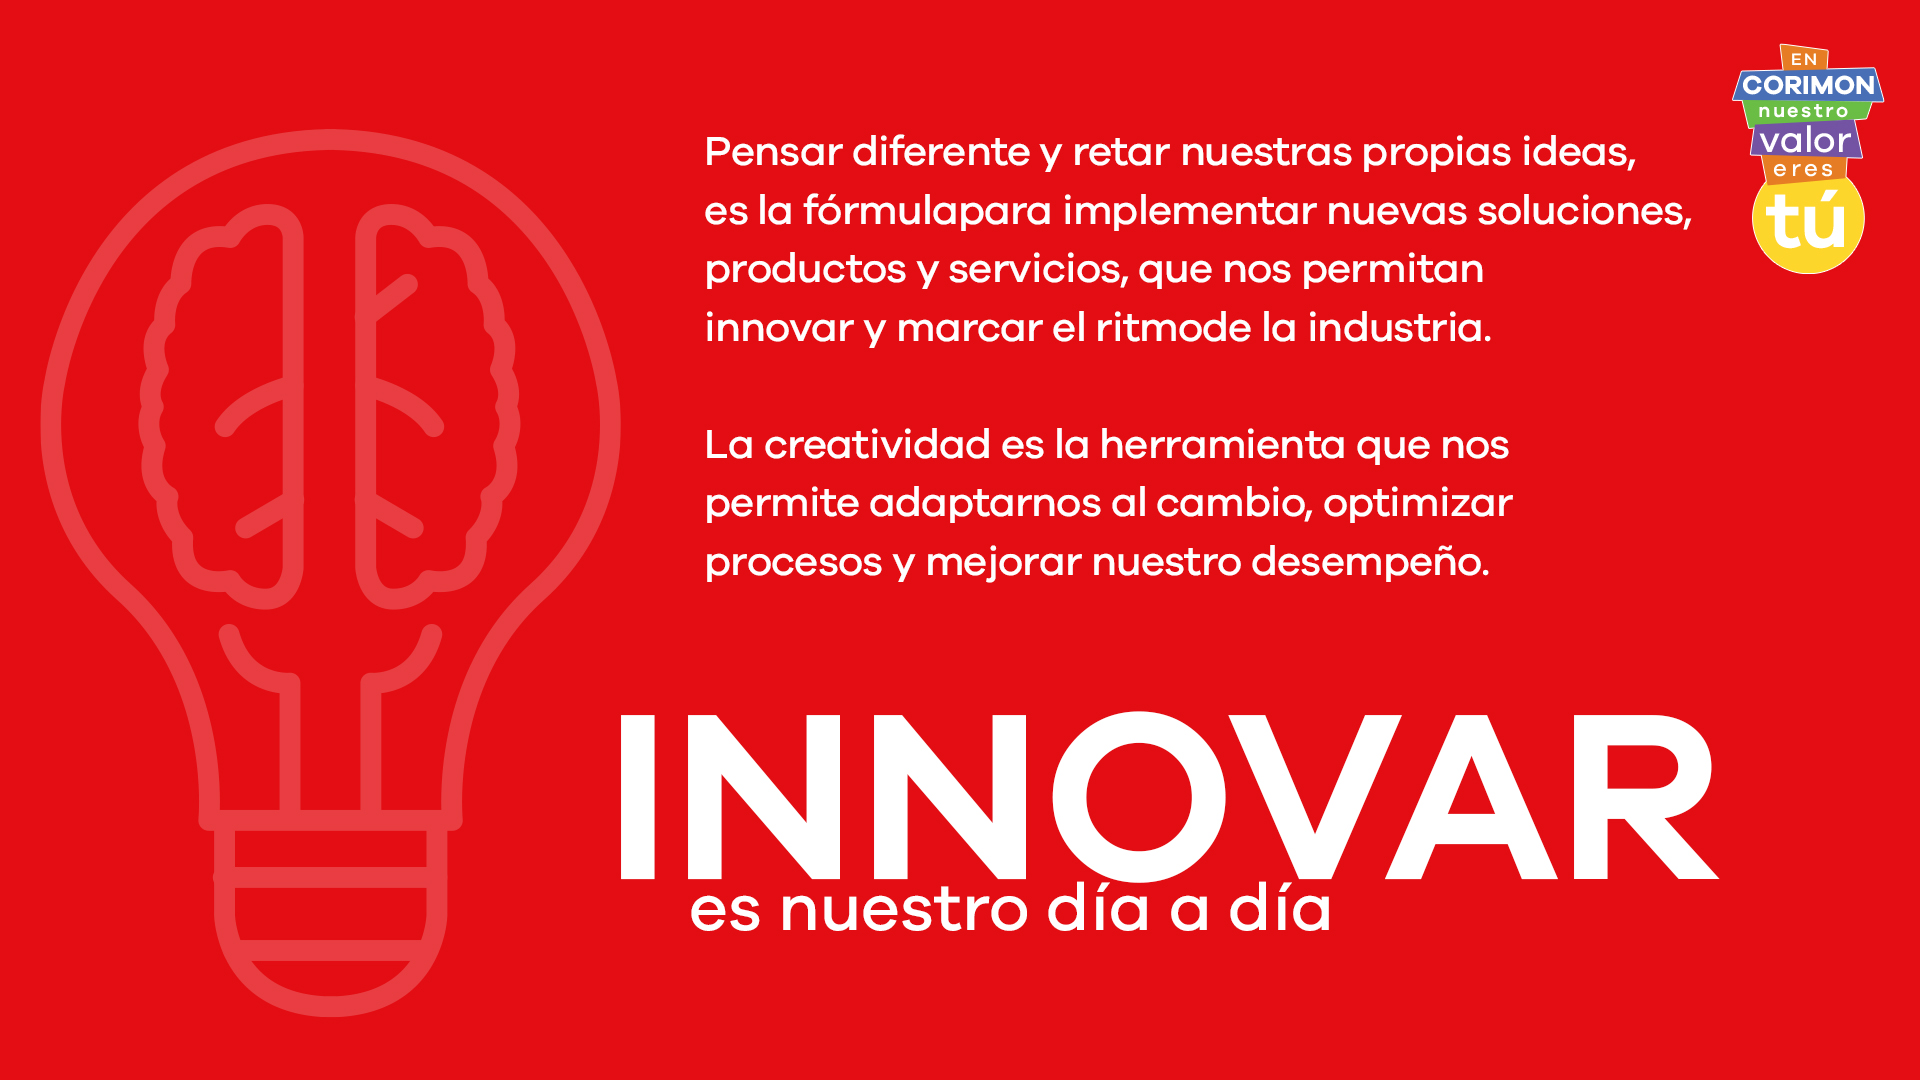 EN
CORIMON
nuestro
valor
eres
tú
Pensar diferente y retar nuestras propias ideas,
es la fórmulapara implementar nuevas soluciones,
productos y servicios, que nos permitan
innovar y marcar el ritmode la industria.
La creatividad es la herramienta que nos
permite adaptarnos al cambio, optimizar
procesos y mejorar nuestro desempeño.
INNOVAR
es nuestro día a día